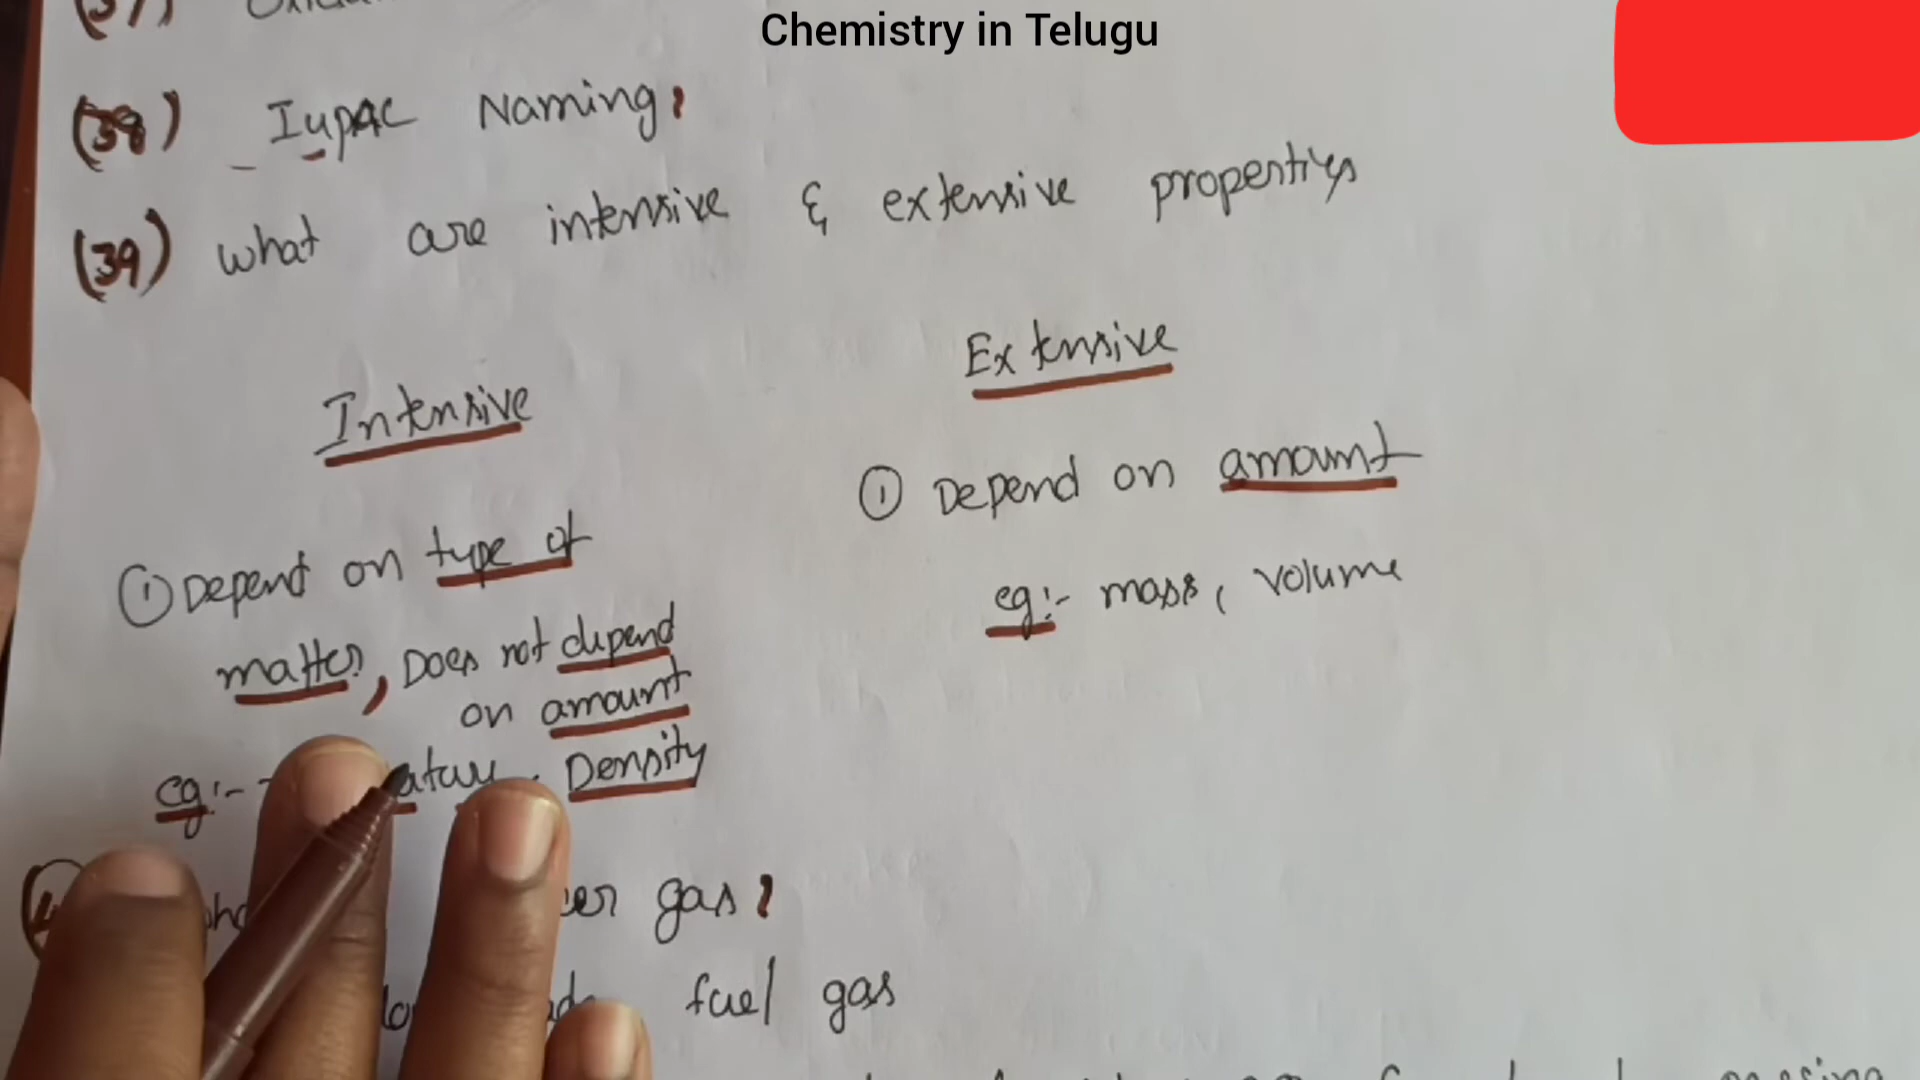 Chemistry in Telugu
(38) IUPAC Naming?
(39) what are intensive & extensive properties
Intensive
Extensive
① Depend on type of
matter, Does not depend
on amount
eg:- Density
① Depend on amount
eg:- mass, volume
gas?
fuel gas